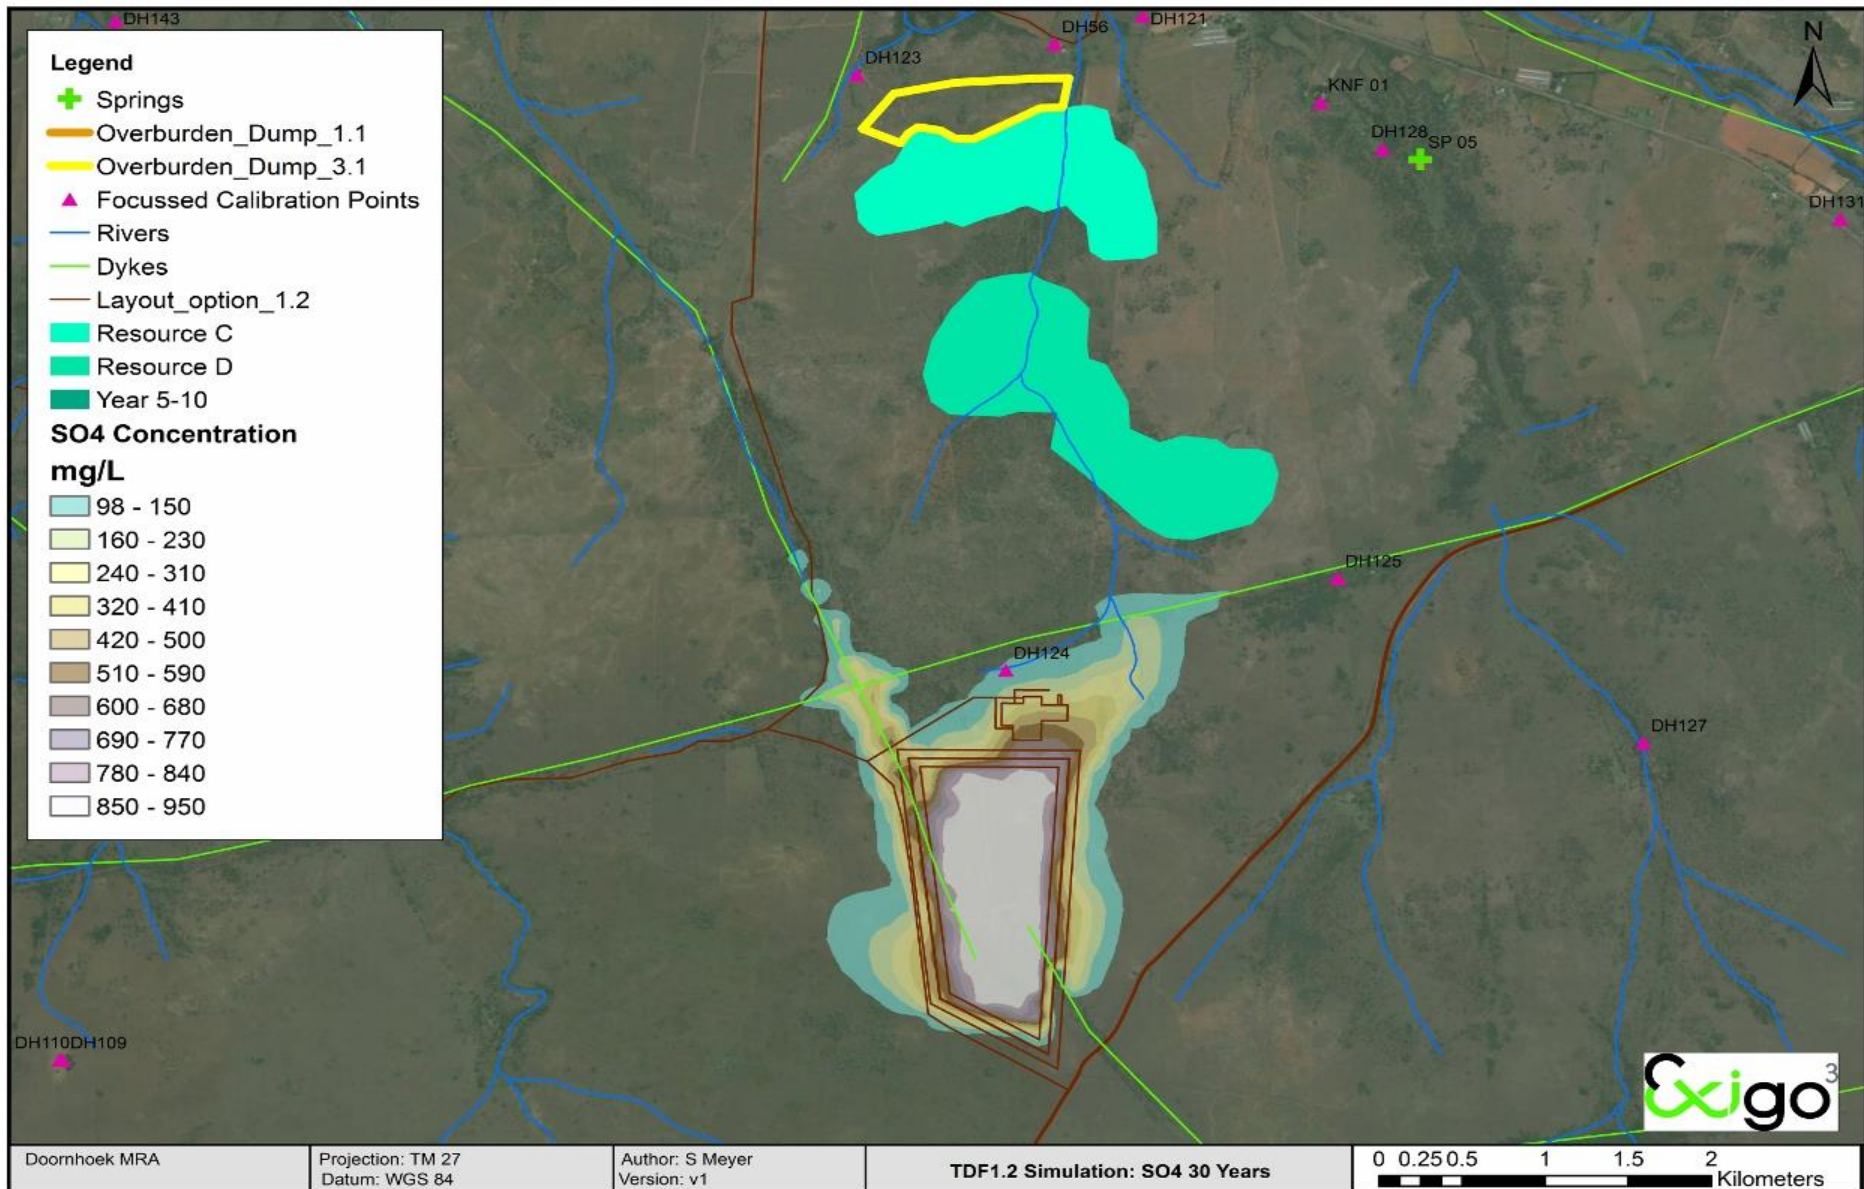 DH143
DH121
DH56
N
DH123
KNF 01
DH128
SP 05
DH131
Legend
Springs
Overburden_Dump_1.1
Overburden_Dump_3.1
Focussed Calibration Points
Rivers
Dykes
Layout_option_1.2
Resource C
Resource D
Year 5-10
SO4 Concentration
mg/L
98 - 150
160 - 230
240 - 310
320 - 410
420 - 500
510 - 590
600 - 680
690 - 770
780 - 840
850 - 950
DH125
DH124
DH127
DH110DH109
Exigo3
Doornhoek MRA
Projection: TM 27
Datum: WGS 84
Author: S Meyer
Version: v1
TDF1.2 Simulation: SO4 30 Years
0 0.25 0.5 1 1.5 2
Kilometers